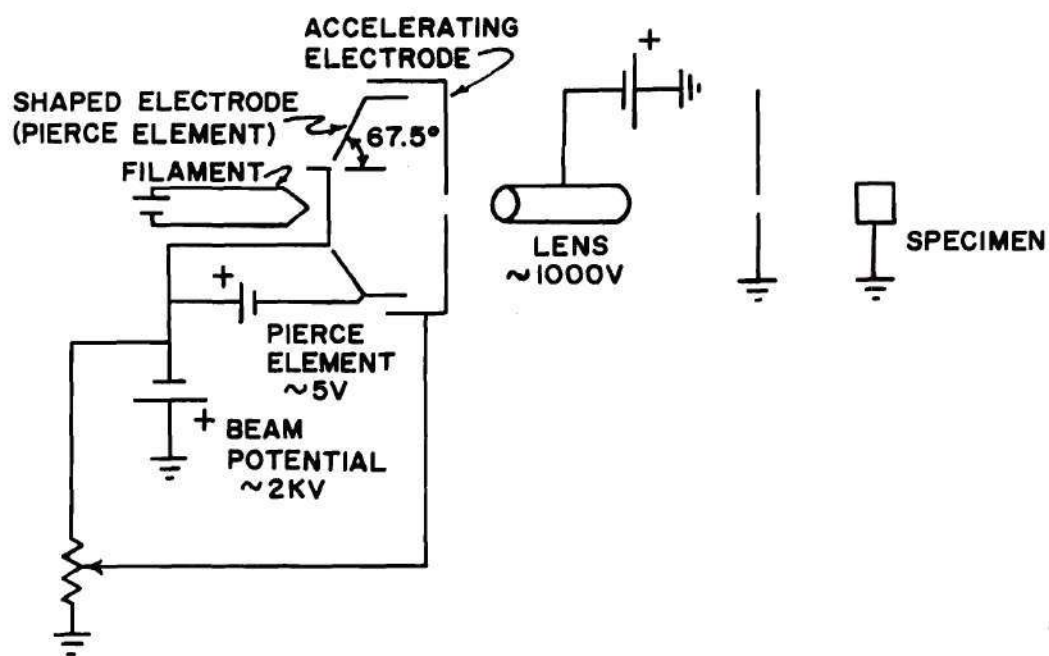 ACCELERATING
ELECTRODE
+
SHAPED ELECTRODE
(PIERCE ELEMENT)
67.5°
FILAMENT
LENS
~1000V
SPECIMEN
+
PIERCE
ELEMENT
~5V
+
BEAM
POTENTIAL
~2KV